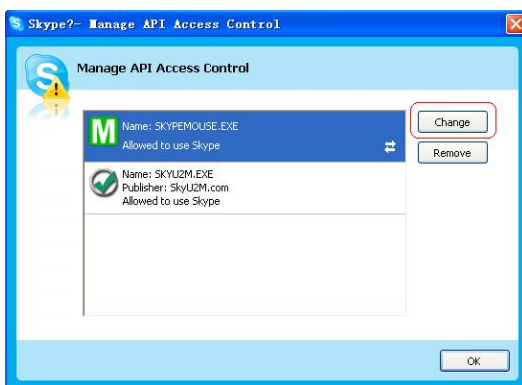 Skype?- Manage API Access Control
Manage API Access Control
M
Name: SKYPEMOUSE.EXE
Allowed to use Skype
Name: SKYU2M.EXE
Publisher: SkyU2M.com
Allowed to use Skype
Change
Remove
OK